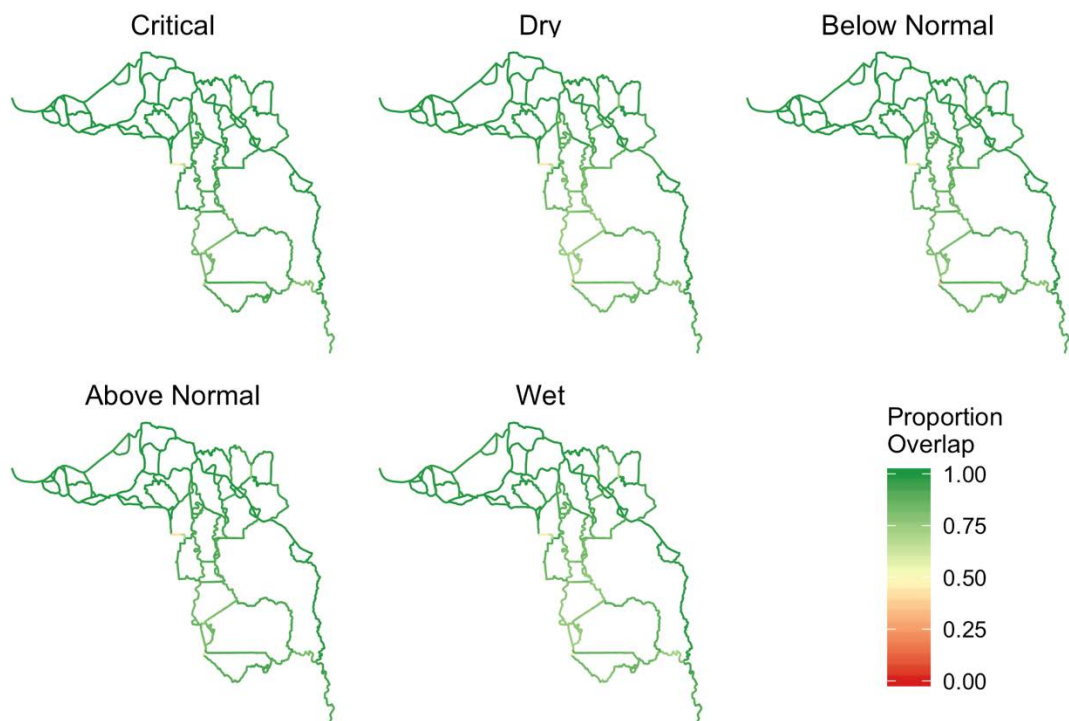 Critical
Dry
Below Normal
Above Normal
Wet
Proportion
Overlap
1.00
0.75
0.50
0.25
0.00